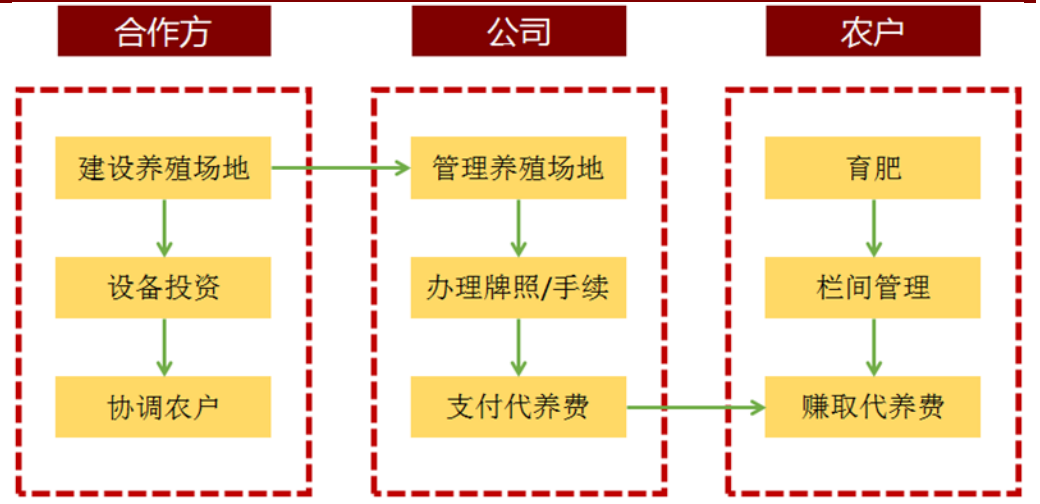 合作方
公司
农户
建设养殖场地
管理养殖场地
育肥
设备投资
办理牌照/手续
栏间管理
协调农户
支付代养费
赚取代养费